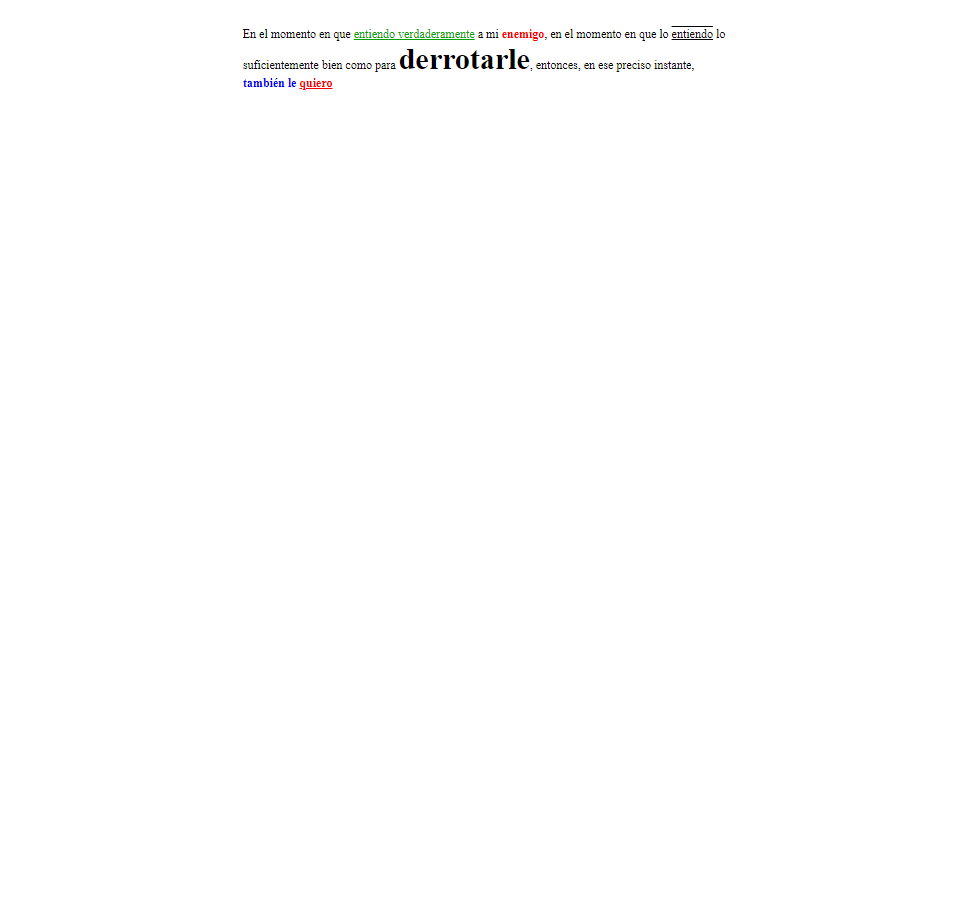 En el momento en que entiendo verdaderamente a mi enemigo, en el momento en que lo entiendo lo
suficientemente bien como para derrotarle, entonces, en ese preciso instante,
también le quiero